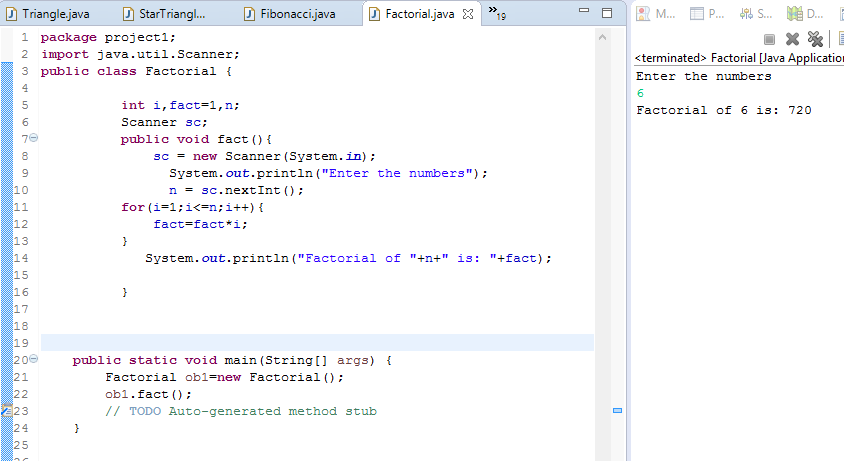 Triangle.java StarTriangl... Fibonacci.java Factorial.java 19
M... P... S... D...
1 package project1;
2 import java.util.Scanner;
3 public class Factorial {
4
5 int i,fact=1,n;
6 Scanner sc;
7 public void fact(){
8 sc = new Scanner(System.in);
9 System.out.println("Enter the numbers");
10 n = sc.nextInt();
11 for(i=1;i<=n;i++){
12 fact=fact*i;
13 }
14 System.out.println("Factorial of "+n+" is: "+fact);
15
16 }
17
18
19
20 public static void main(String[] args) {
21 Factorial ob1=new Factorial();
22 ob1.fact();
23 // TODO Auto-generated method stub
24 }
25
<terminated> Factorial [Java Application
Enter the numbers
6
Factorial of 6 is: 720